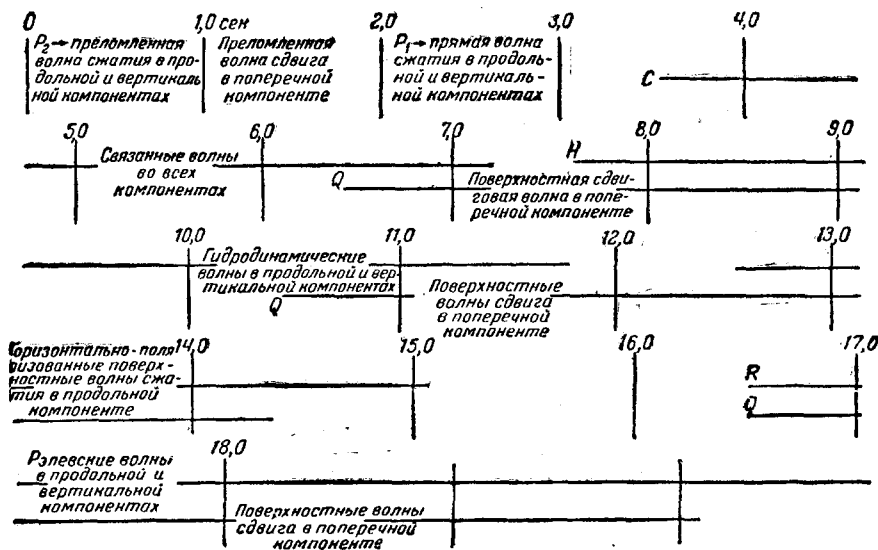 0 1,0 сек 2,0 3,0 4,0
P₂→ преломленная
волна сжатия в про-
дольной и вертикаль-
ной компонентах
Преломленная
волна сдвига
в поперечной
компоненте
P₁→ прямая волна
сжатия в продоль-
ной и вертикаль-
ной компонентах
C
5,0 6,0 7,0 8,0 9,0
Связанные волны
во всех
компонентах
Q
H
Поверхностная сдви-
говая волна в попе-
речной компоненте
10,0 11,0 12,0 13,0
Гидродинамические
волны в продольной и вер-
тикальной компонентах
Q
Поверхностные
волны сдвига
в поперечной
компоненте
14,0 15,0 16,0 17,0
Горизонтально-поля
ризованные поверх-
ностные волны сжа-
тия в продольной
компоненте
R
Q
18,0
Рэлевские волны
в продольной и
вертикальной
компонентах
Поверхностные волны
сдвига в поперечной
компоненте